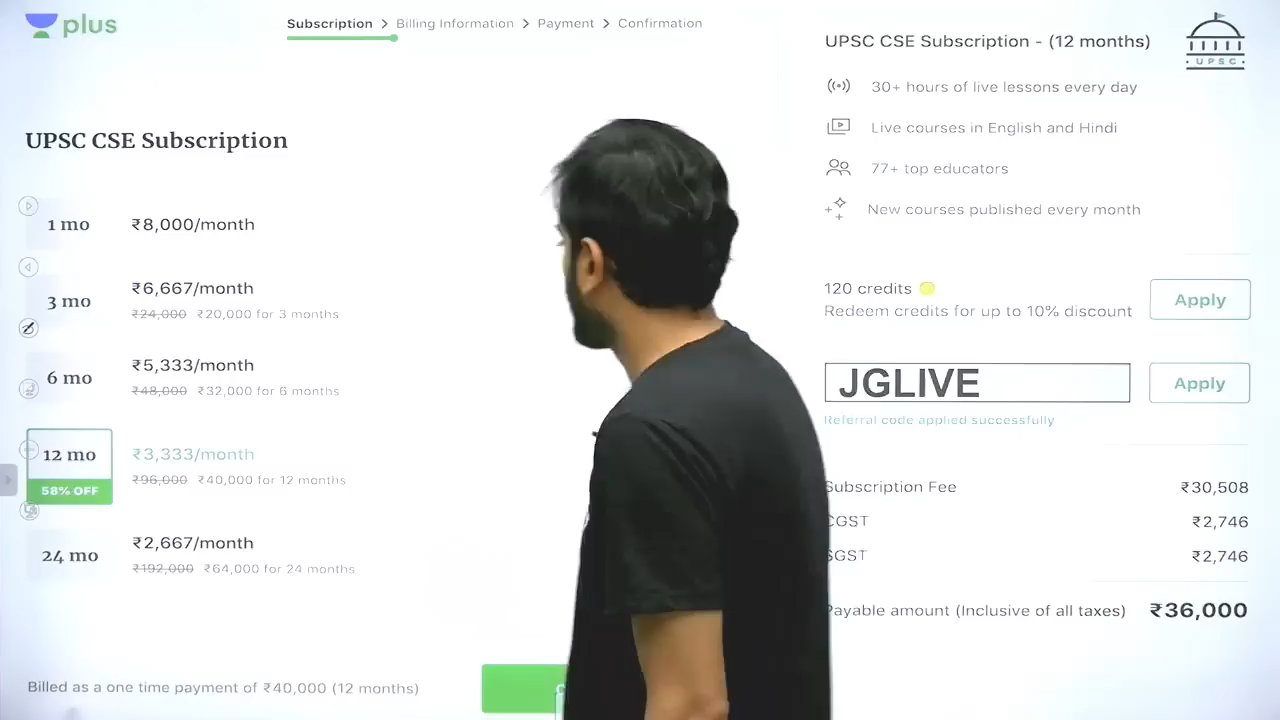 plus
Subscription > Billing Information > Payment > Confirmation
UPSC CSE Subscription
1 mo ₹8,000/month
3 mo ₹6,667/month
₹24,000 ₹20,000 for 3 months
6 mo ₹5,333/month
₹48,000 ₹32,000 for 6 months
12 mo ₹3,333/month
58% OFF ₹96,000 ₹40,000 for 12 months
24 mo ₹2,667/month
₹192,000 ₹64,000 for 24 months
Billed as a one time payment of ₹40,000 (12 months)
UPSC CSE Subscription - (12 months)
UPSC
30+ hours of live lessons every day
Live courses in English and Hindi
77+ top educators
New courses published every month
120 credits
Redeem credits for up to 10% discount Apply
JGLIVE Apply
Referral code applied successfully
Subscription Fee ₹30,508
CGST ₹2,746
SGST ₹2,746
Payable amount (Inclusive of all taxes) ₹36,000